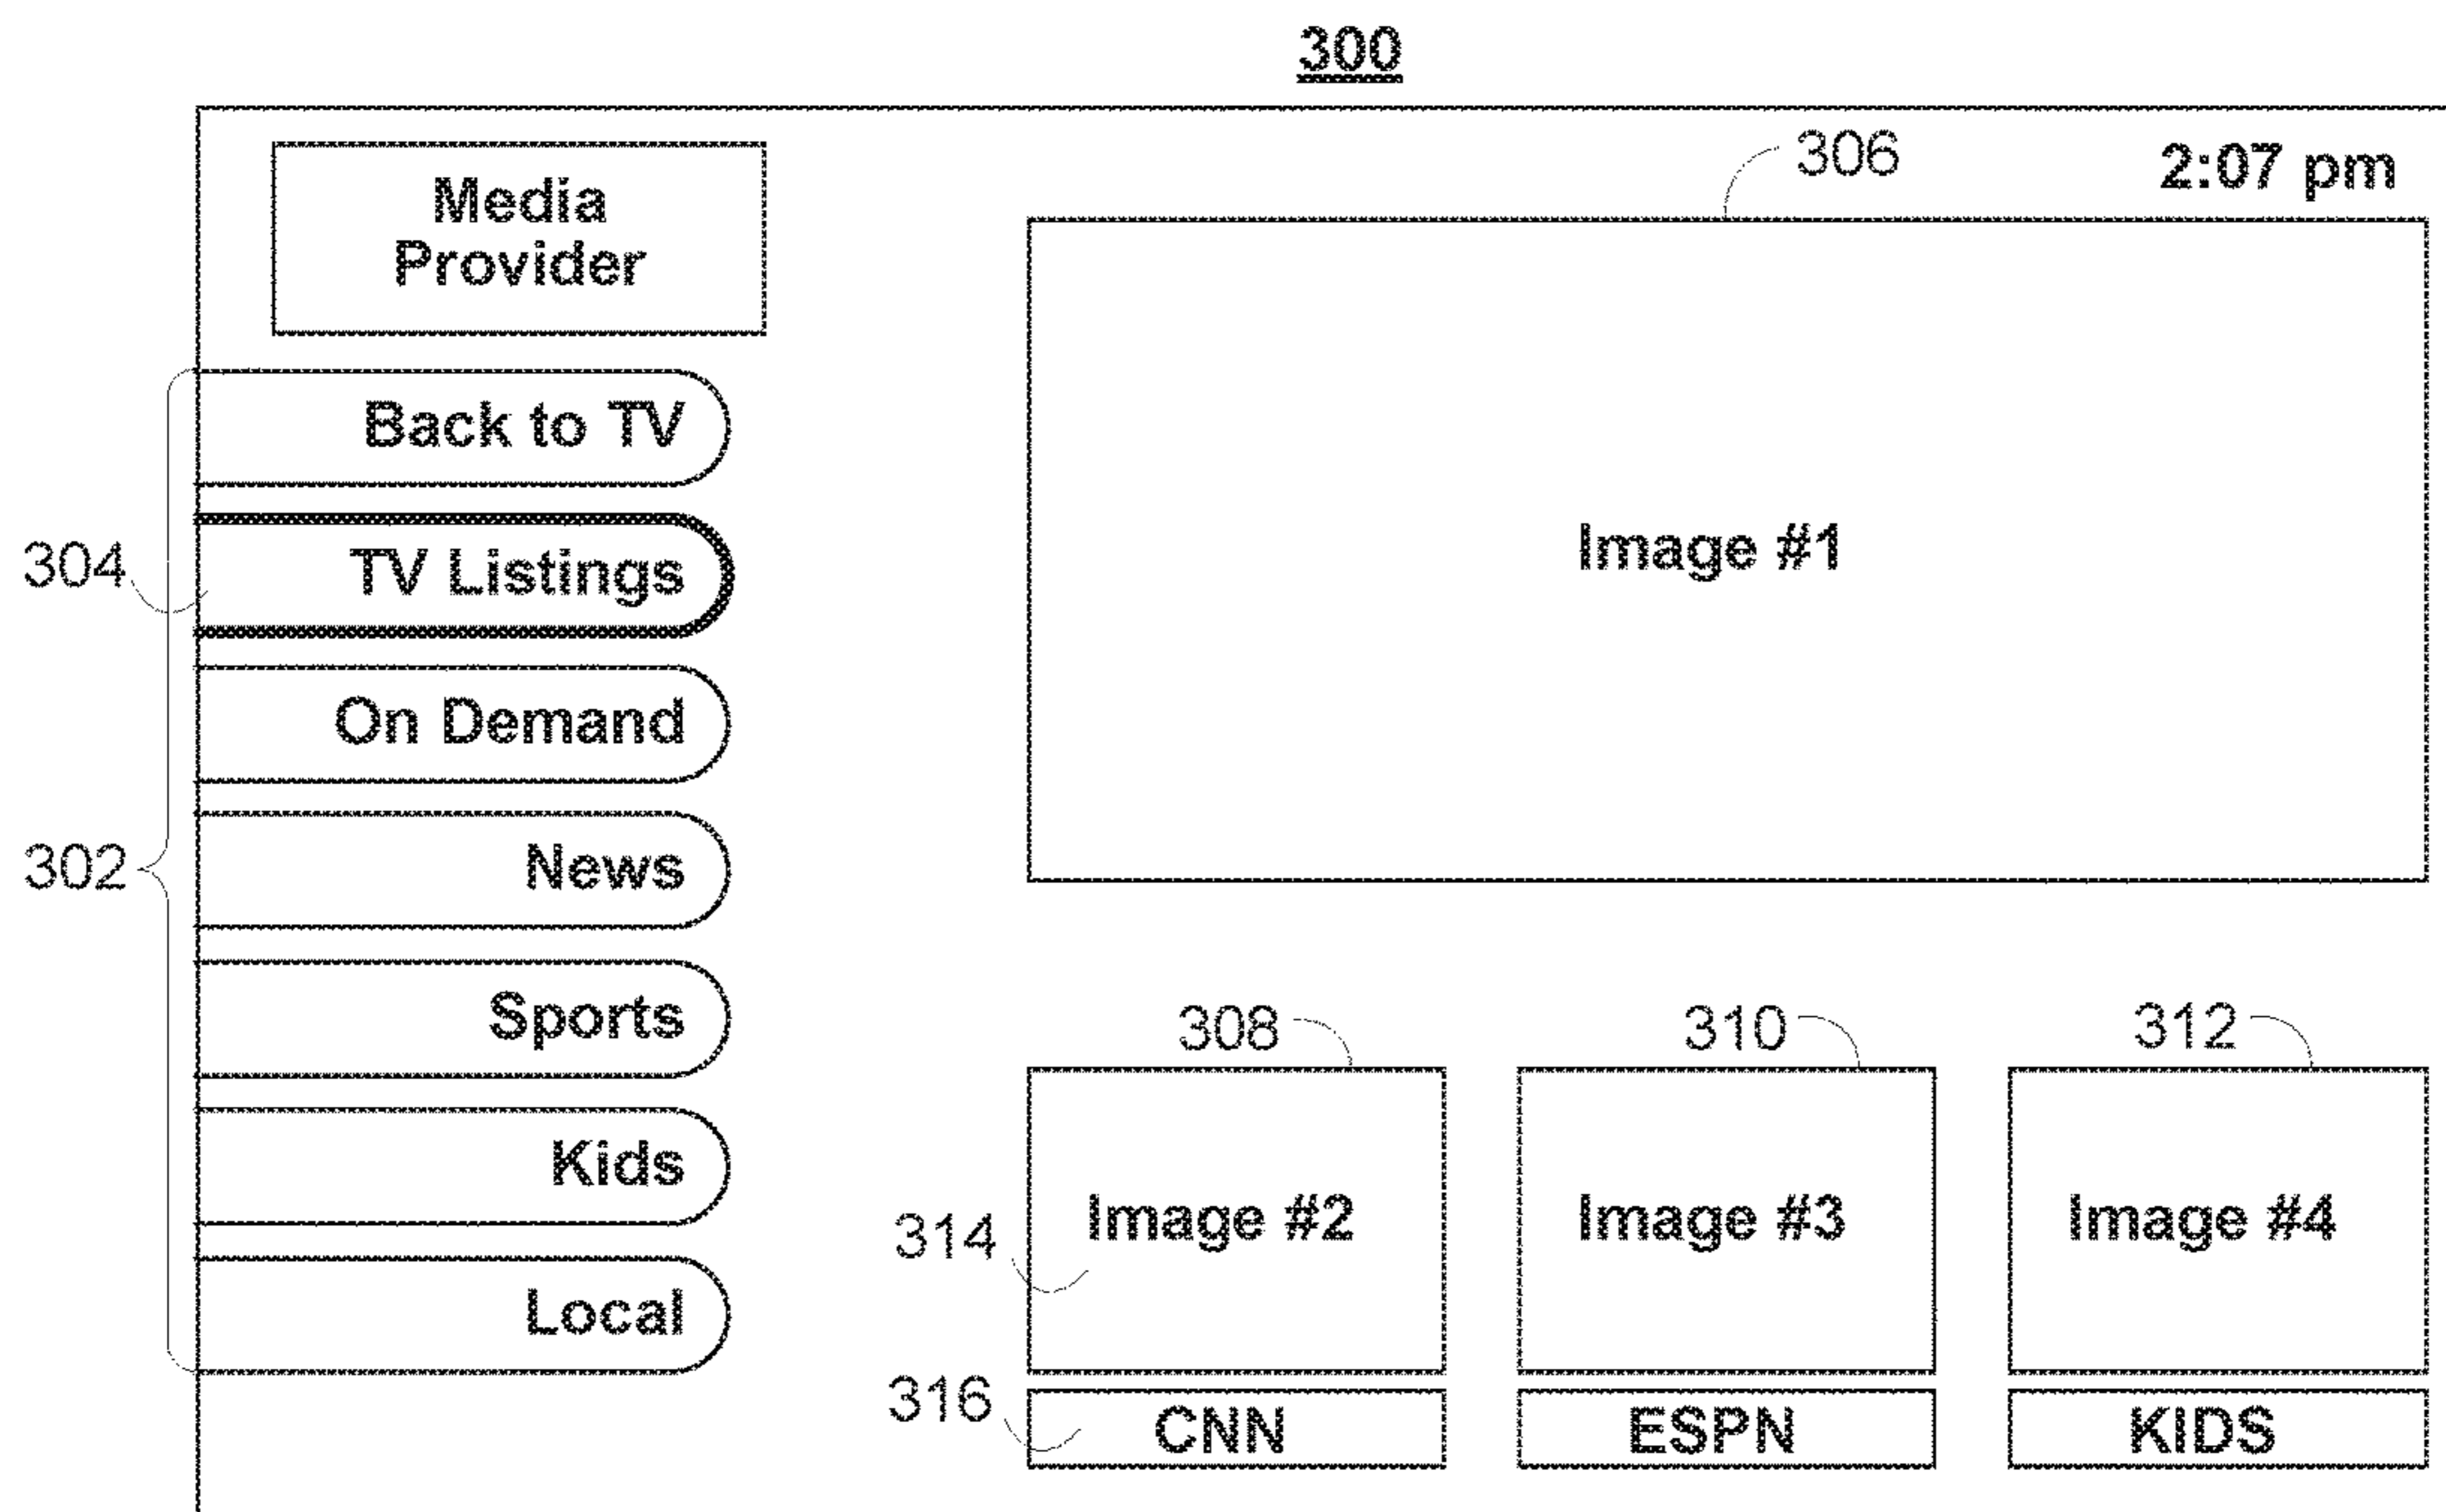 300
306
2:07 pm
Media
Provider
Back to TV
304
TV Listings
Image #1
On Demand
302
News
Sports
308
310
312
Kids
314
Image #2
Image #3
Image #4
Local
316
CNN
ESPN
KIDS